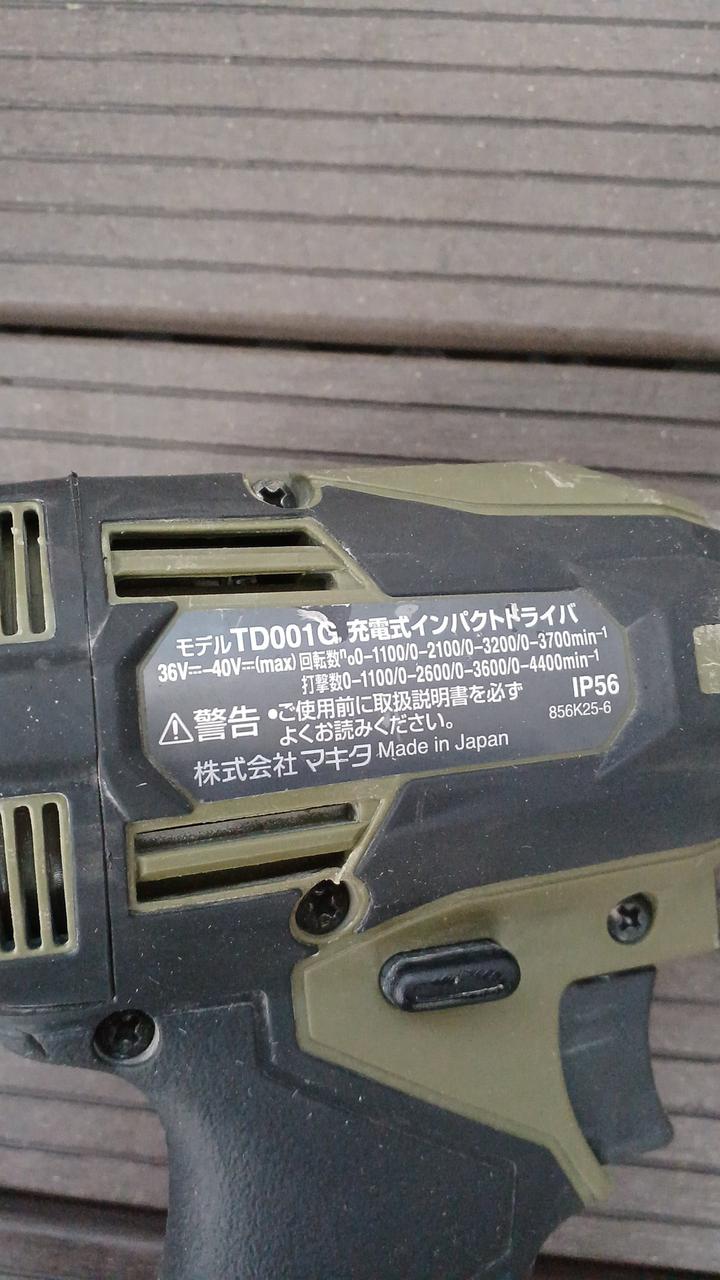 モデルTD001G 充電式インパクトドライバ
36V⎓–40V⎓(max) 回転数n₀0–1100/0–2100/0–3200/0–3700min⁻¹
打撃数0–1100/0–2600/0–3600/0–4400min⁻¹
⚠警告 •ご使用前に取扱説明書を必ず
よくお読みください。
IP56
856K25-6
株式会社 マキタ Made in Japan